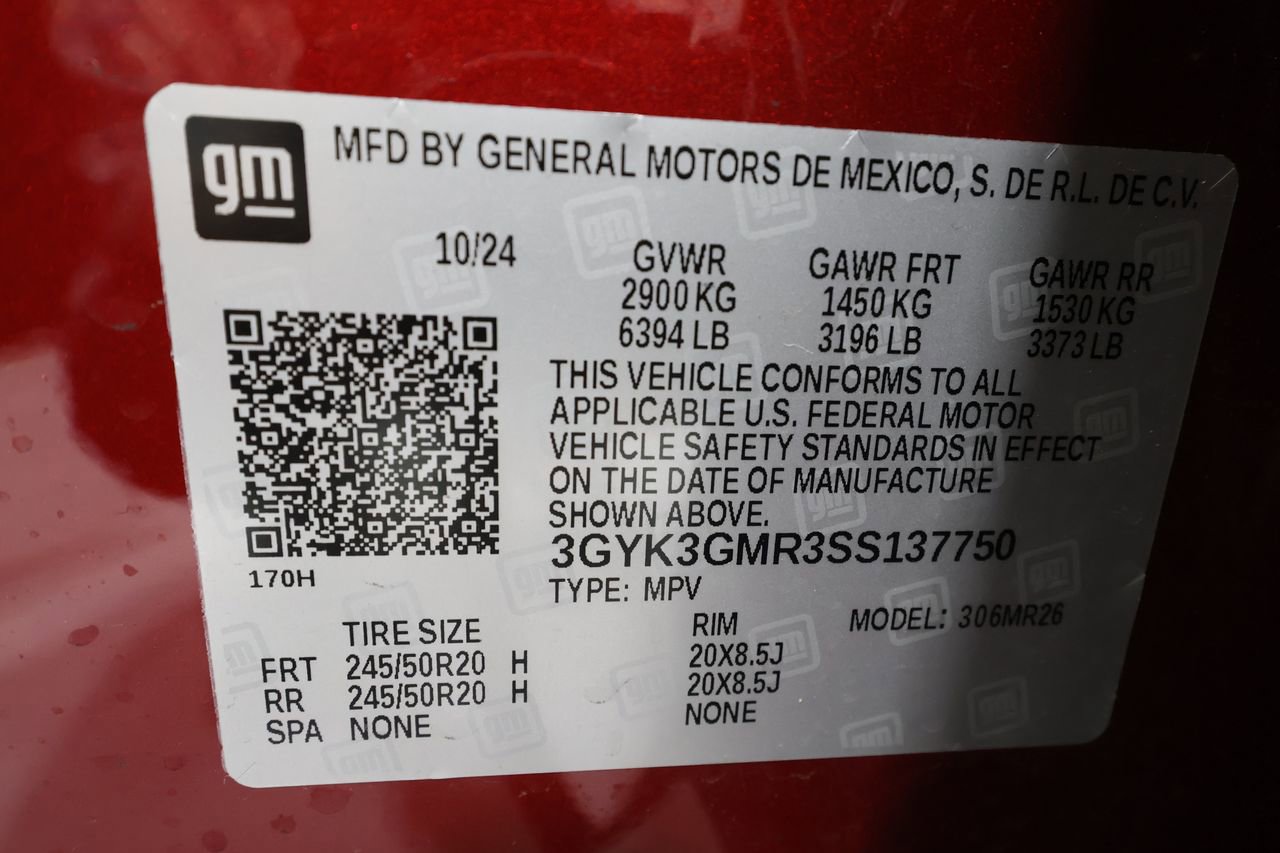 gm
MFD BY GENERAL MOTORS DE MEXICO, S. DE R.L. DE C.V.
10/24
GVWR GAWR FRT GAWR RR
2900 KG 1450 KG 1530 KG
6394 LB 3196 LB 3373 LB
THIS VEHICLE CONFORMS TO ALL
APPLICABLE U.S. FEDERAL MOTOR
VEHICLE SAFETY STANDARDS IN EFFECT
ON THE DATE OF MANUFACTURE
SHOWN ABOVE.
3GYK3GMR3SS137750
170H
TYPE: MPV
MODEL: 306MR26
TIRE SIZE RIM
FRT 245/50R20 H 20X8.5J
RR 245/50R20 H 20X8.5J
SPA NONE NONE